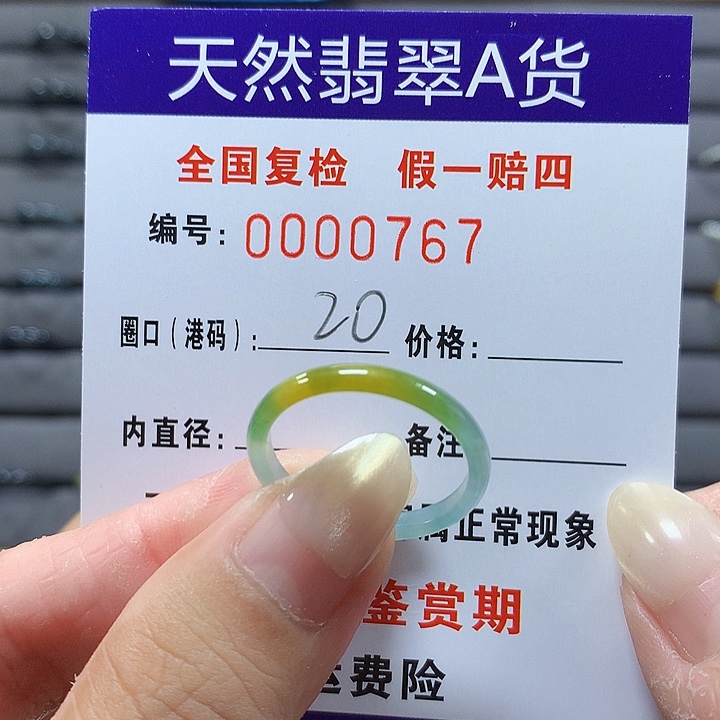 天然翡翠A货
全国复检 假一赔四
编号: 0000767
圈口（港码）: 20 价格:
内直径: 备注
属正常现象
鉴赏期
运费险